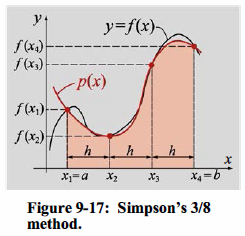 y
y=f(x)
f(x₄)
f(x₃)
p(x)
f(x₁)
f(x₂)
h h h
x
x₁=a x₂ x₃ x₄=b
Figure 9-17: Simpson's 3/8
method.